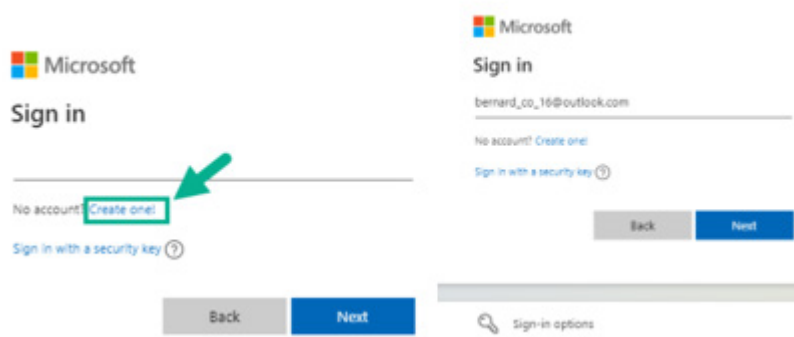 Microsoft
Sign in
No account? Create one!
Sign in with a security key
Back Next
Microsoft
Sign in
bernard_co_16@outlook.com
No account? Create one!
Sign in with a security key
Back Next
Sign-in options